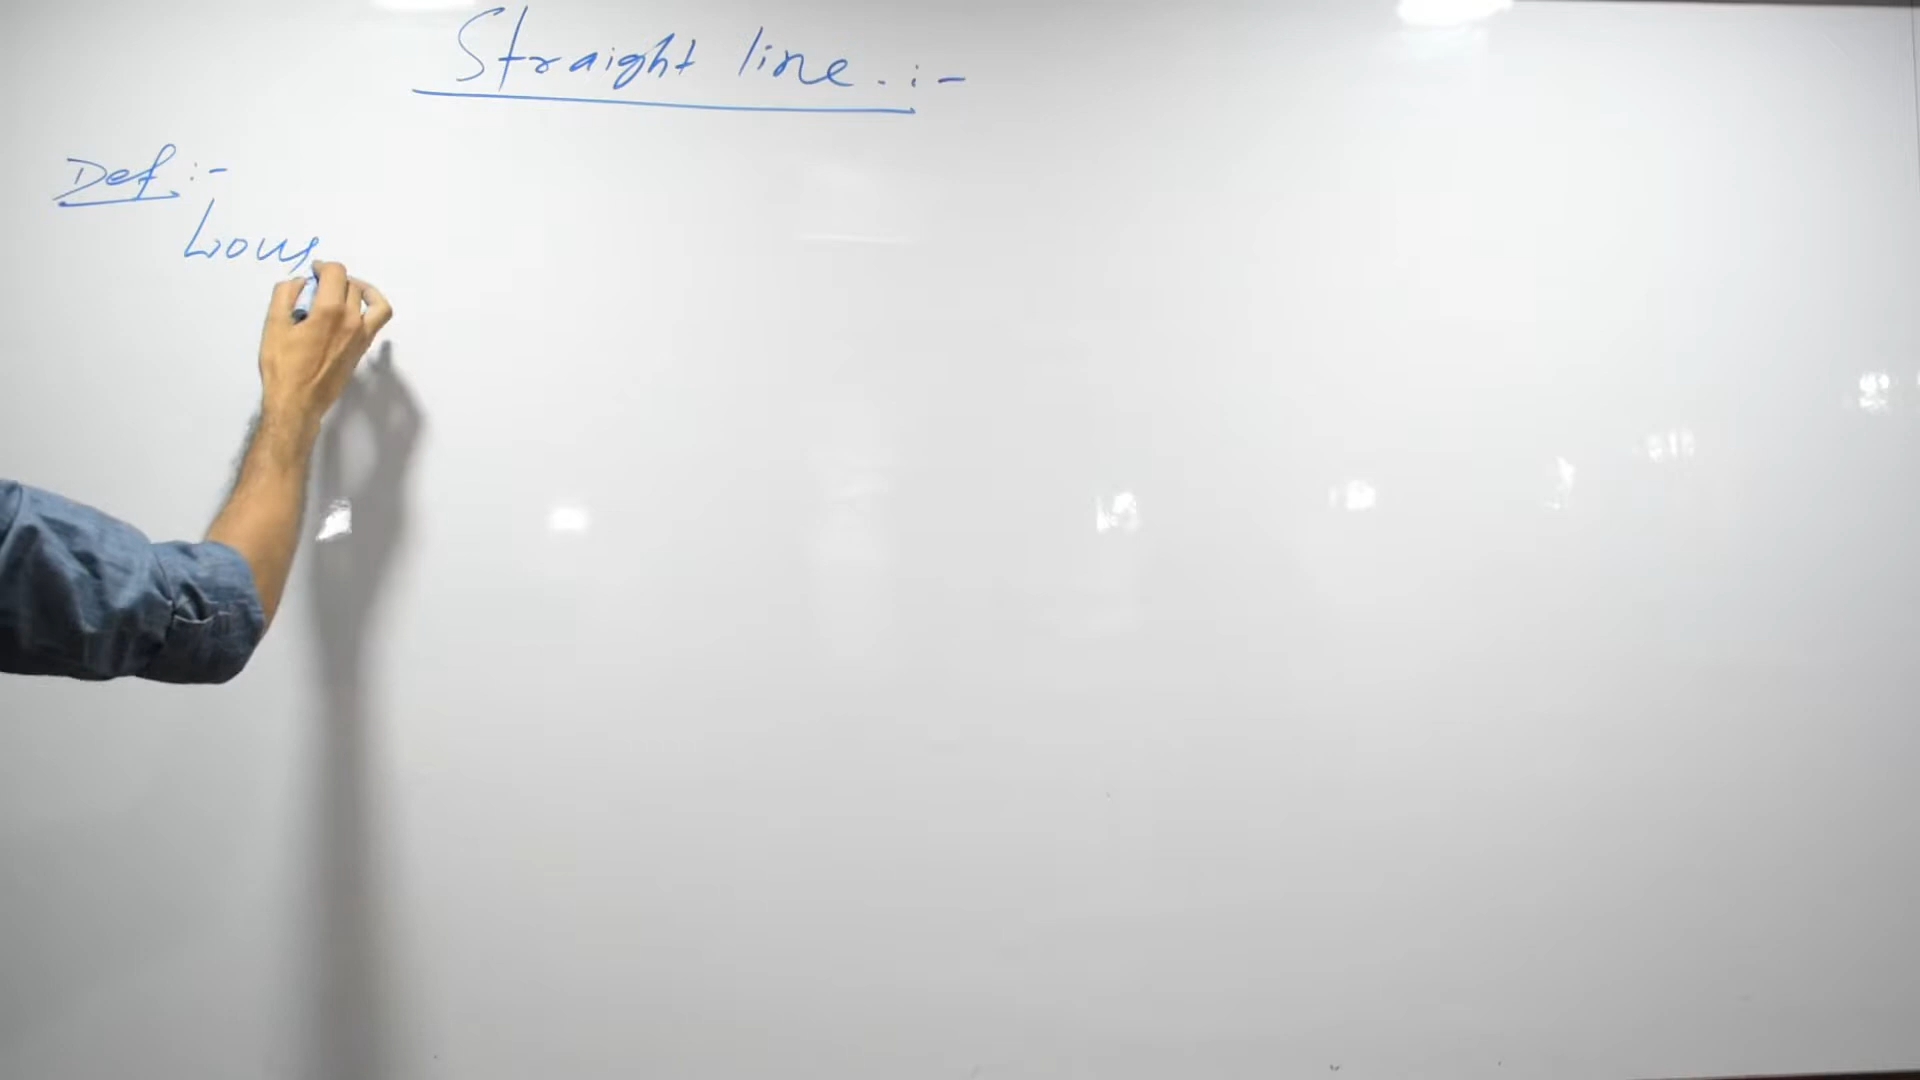 Straight line . :-
Def :-
Locus